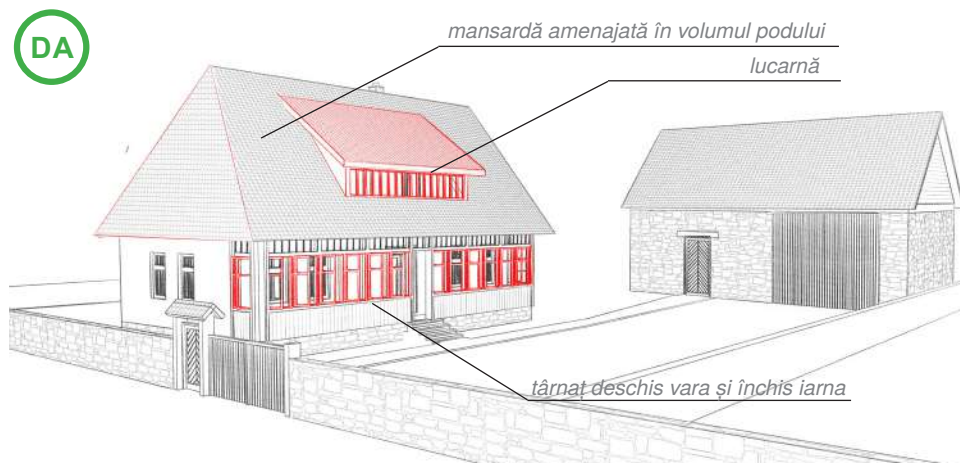 DA
mansardă amenajată în volumul podului
lucarnă
târnaț deschis vara și închis iarna